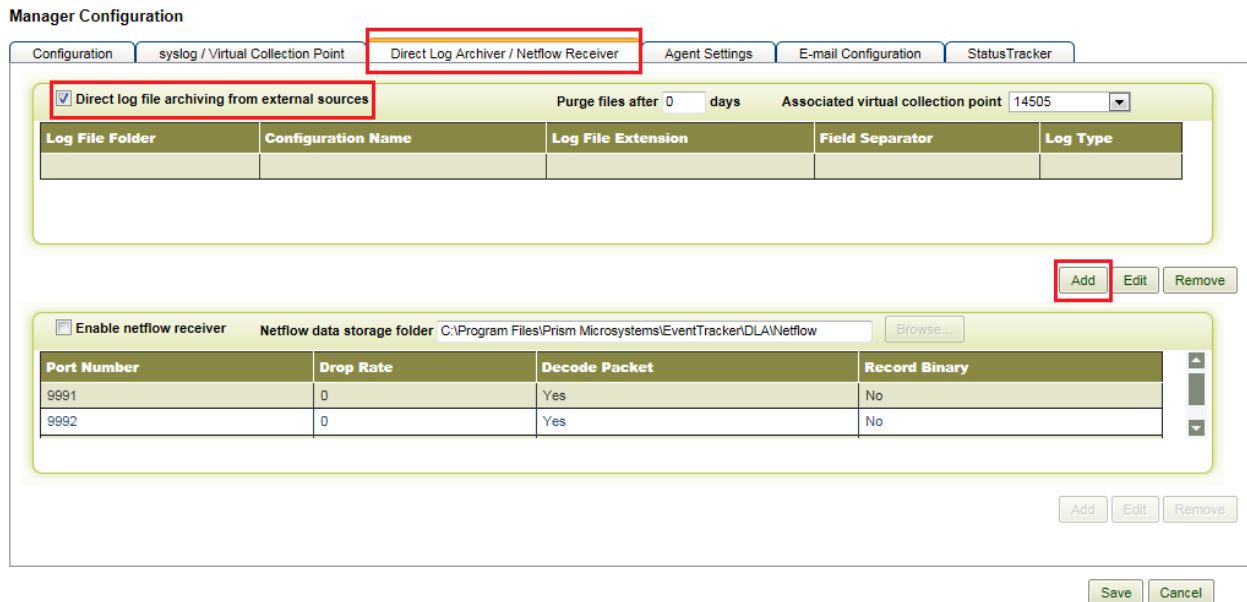 Manager Configuration
Configuration syslog / Virtual Collection Point Direct Log Archiver / Netflow Receiver Agent Settings E-mail Configuration StatusTracker
Direct log file archiving from external sources Purge files after 0 days Associated virtual collection point 14505
Log File Folder Configuration Name Log File Extension Field Separator Log Type
Add Edit Remove
Enable netflow receiver Netflow data storage folder C:\Program Files\Prism Microsystems\EventTracker\DLA\Netflow Browse...
Port Number Drop Rate Decode Packet Record Binary
9991 0 Yes No
9992 0 Yes No
Add Edit Remove
Save Cancel